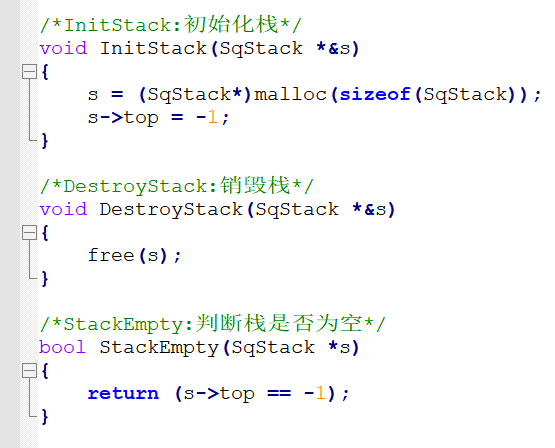 /*InitStack:初始化栈*/
void InitStack(SqStack *&s)
{
    s = (SqStack*)malloc(sizeof(SqStack));
    s->top = -1;
}

/*DestroyStack:销毁栈*/
void DestroyStack(SqStack *&s)
{
    free(s);
}

/*StackEmpty:判断栈是否为空*/
bool StackEmpty(SqStack *s)
{
    return (s->top == -1);
}